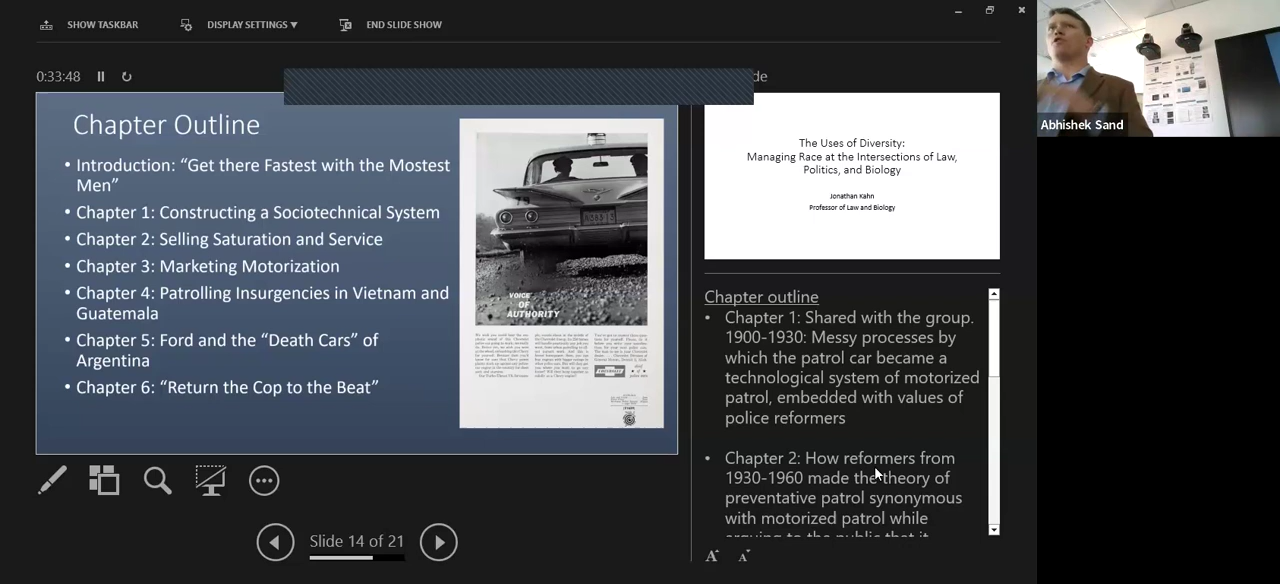 SHOW TASKBAR
DISPLAY SETTINGS ▼
END SLIDE SHOW
0:33:48
de
Chapter Outline
• Introduction: “Get there Fastest with the Mostest
Men”
• Chapter 1: Constructing a Sociotechnical System
• Chapter 2: Selling Saturation and Service
• Chapter 3: Marketing Motorization
• Chapter 4: Patrolling Insurgencies in Vietnam and
Guatemala
• Chapter 5: Ford and the “Death Cars” of
Argentina
• Chapter 6: “Return the Cop to the Beat”
VOICE
OF
AUTHORITY
The Uses of Diversity:
Managing Race at the Intersections of Law,
Politics, and Biology
Jonathan Kahn
Professor of Law and Biology
Chapter outline
• Chapter 1: Shared with the group.
1900-1930: Messy processes by
which the patrol car became a
technological system of motorized
patrol, embedded with values of
police reformers
• Chapter 2: How reformers from
1930-1960 made the theory of
preventative patrol synonymous
with motorized patrol while
arguing to the public that it
Slide 14 of 21
A A
Abhishek Sand